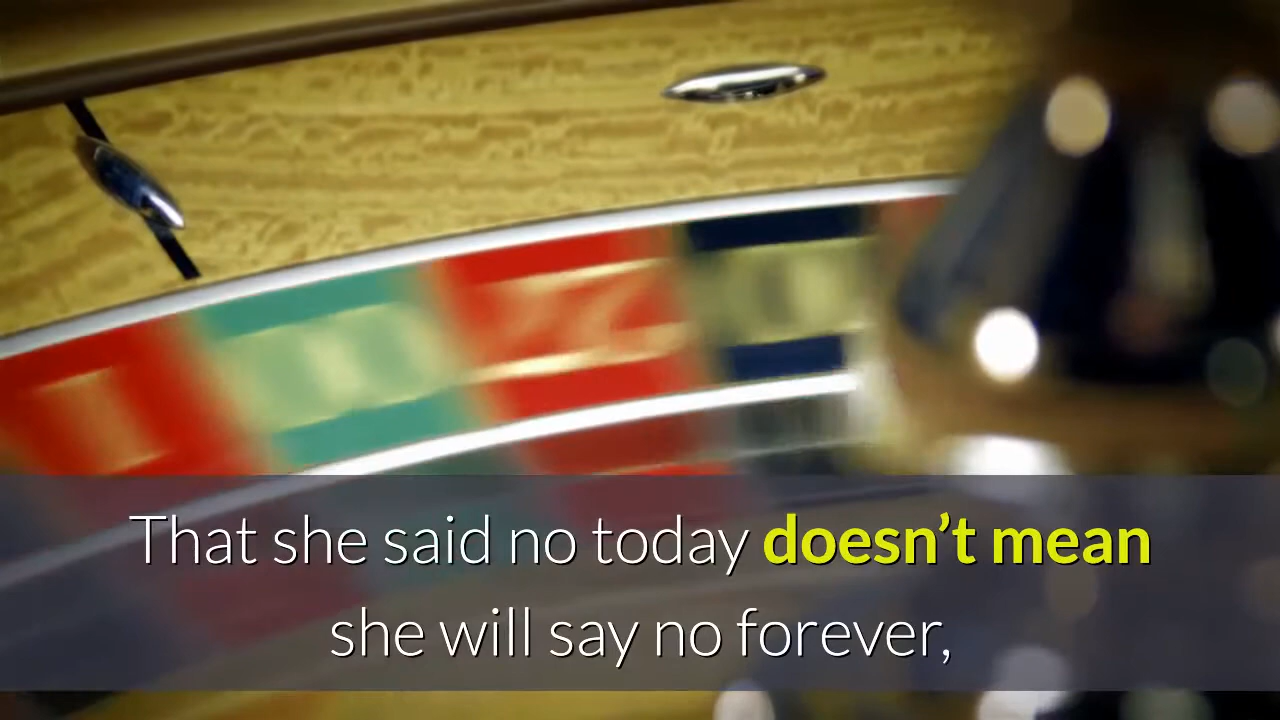 That she said no today doesn’t mean
she will say no forever,